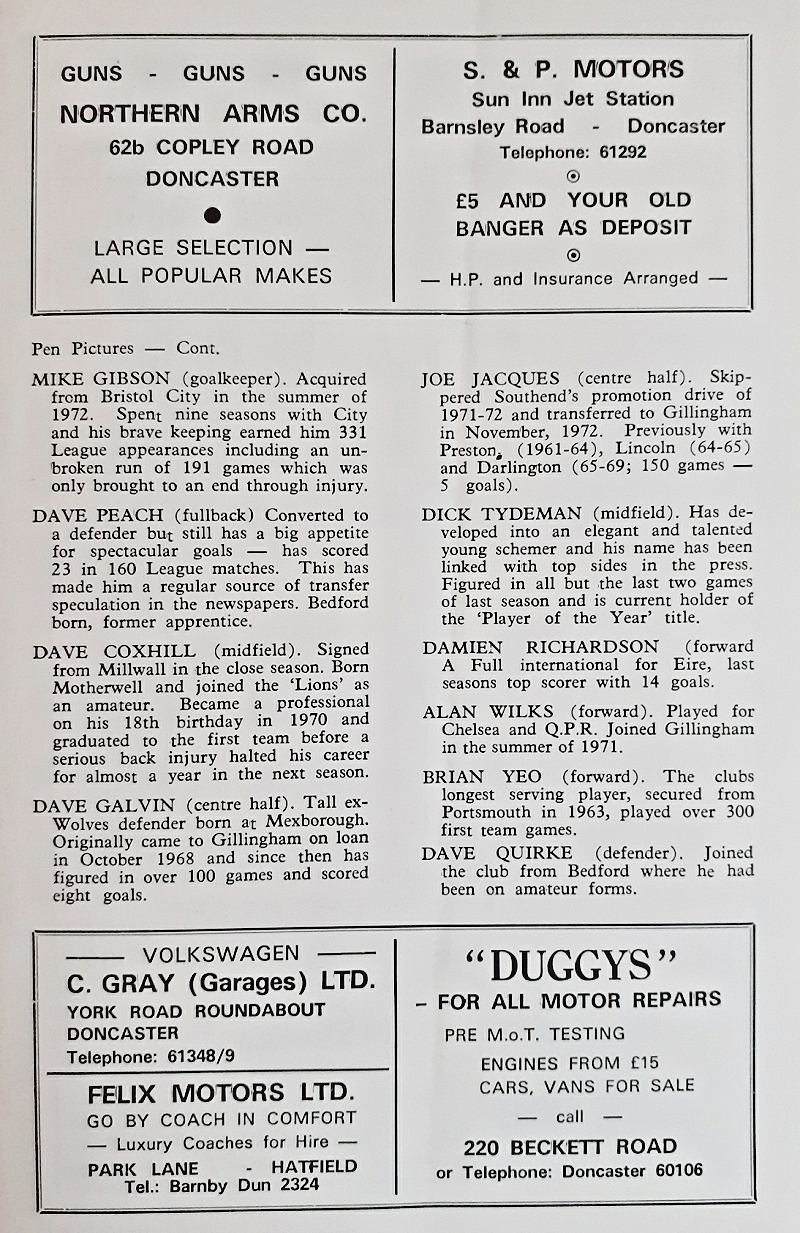 GUNS - GUNS - GUNS
NORTHERN ARMS CO.
62b COPLEY ROAD
DONCASTER
LARGE SELECTION —
ALL POPULAR MAKES
S. & P. MOTORS
Sun Inn Jet Station
Barnsley Road - Doncaster
Telephone: 61292
£5 AND YOUR OLD
BANGER AS DEPOSIT
— H.P. and Insurance Arranged —
Pen Pictures — Cont.
MIKE GIBSON (goalkeeper). Acquired
from Bristol City in the summer of
1972. Spent nine seasons with City
and his brave keeping earned him 331
League appearances including an un-
broken run of 191 games which was
only brought to an end through injury.
DAVE PEACH (fullback) Converted to
a defender but still has a big appetite
for spectacular goals — has scored
23 in 160 League matches. This has
made him a regular source of transfer
speculation in the newspapers. Bedford
born, former apprentice.
DAVE COXHILL (midfield). Signed
from Millwall in the close season. Born
Motherwell and joined the 'Lions' as
an amateur. Became a professional
on his 18th birthday in 1970 and
graduated to the first team before a
serious back injury halted his career
for almost a year in the next season.
DAVE GALVIN (centre half). Tall ex-
Wolves defender born at Mexborough.
Originally came to Gillingham on loan
in October 1968 and since then has
figured in over 100 games and scored
eight goals.
JOE JACQUES (centre half). Skip-
pered Southend's promotion drive of
1971-72 and transferred to Gillingham
in November, 1972. Previously with
Preston, (1961-64), Lincoln (64-65)
and Darlington (65-69; 150 games —
5 goals).
DICK TYDEMAN (midfield). Has de-
veloped into an elegant and talented
young schemer and his name has been
linked with top sides in the press.
Figured in all but the last two games
of last season and is current holder of
the 'Player of the Year' title.
DAMIEN RICHARDSON (forward
A Full international for Eire, last
seasons top scorer with 14 goals.
ALAN WILKS (forward). Played for
Chelsea and Q.P.R. Joined Gillingham
in the summer of 1971.
BRIAN YEO (forward). The clubs
longest serving player, secured from
Portsmouth in 1963, played over 300
first team games.
DAVE QUIRKE (defender). Joined
the club from Bedford where he had
been on amateur forms.
—— VOLKSWAGEN ——
C. GRAY (Garages) LTD.
YORK ROAD ROUNDABOUT
DONCASTER
Telephone: 61348/9
FELIX MOTORS LTD.
GO BY COACH IN COMFORT
— Luxury Coaches for Hire —
PARK LANE - HATFIELD
Tel.: Barnby Dun 2324
"DUGGYS"
– FOR ALL MOTOR REPAIRS
PRE M.o.T. TESTING
ENGINES FROM £15
CARS, VANS FOR SALE
— call —
220 BECKETT ROAD
or Telephone: Doncaster 60106